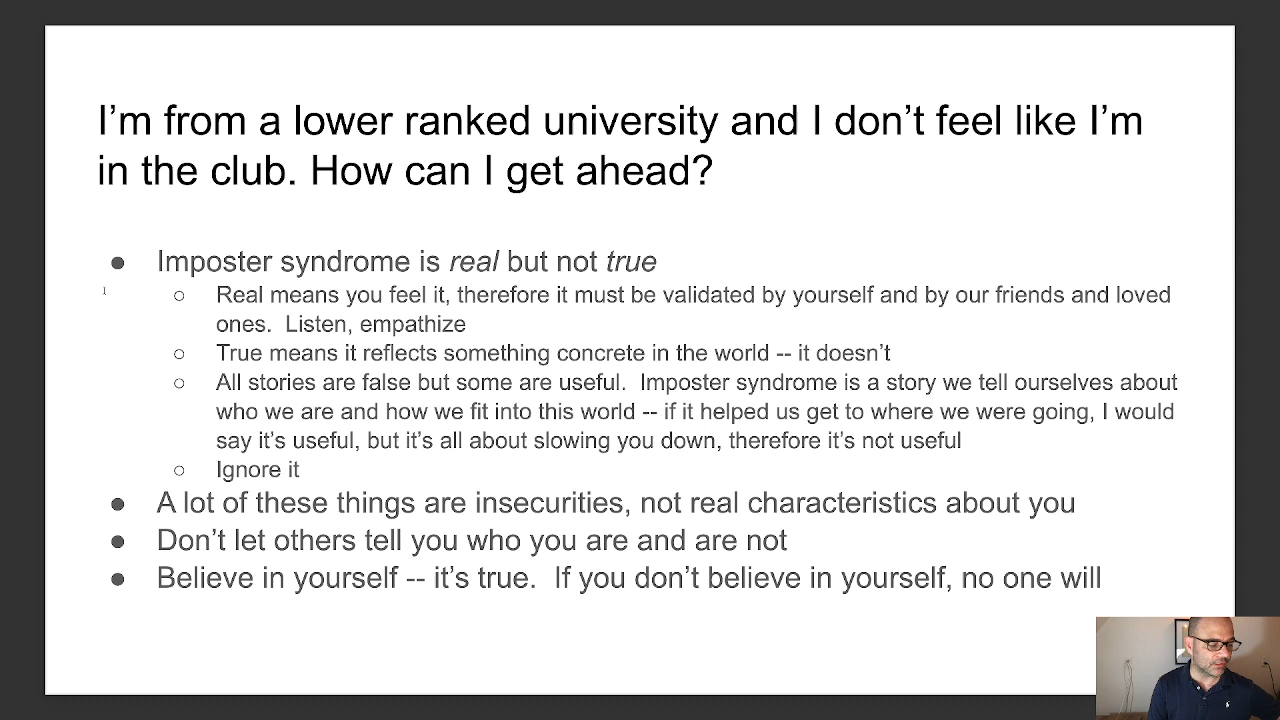 I'm from a lower ranked university and I don't feel like I'm
in the club. How can I get ahead?
● Imposter syndrome is real but not true
○ Real means you feel it, therefore it must be validated by yourself and by our friends and loved
ones.  Listen, empathize
○ True means it reflects something concrete in the world -- it doesn't
○ All stories are false but some are useful.  Imposter syndrome is a story we tell ourselves about
who we are and how we fit into this world -- if it helped us get to where we were going, I would
say it's useful, but it's all about slowing you down, therefore it's not useful
○ Ignore it
● A lot of these things are insecurities, not real characteristics about you
● Don't let others tell you who you are and are not
● Believe in yourself -- it's true.  If you don't believe in yourself, no one will